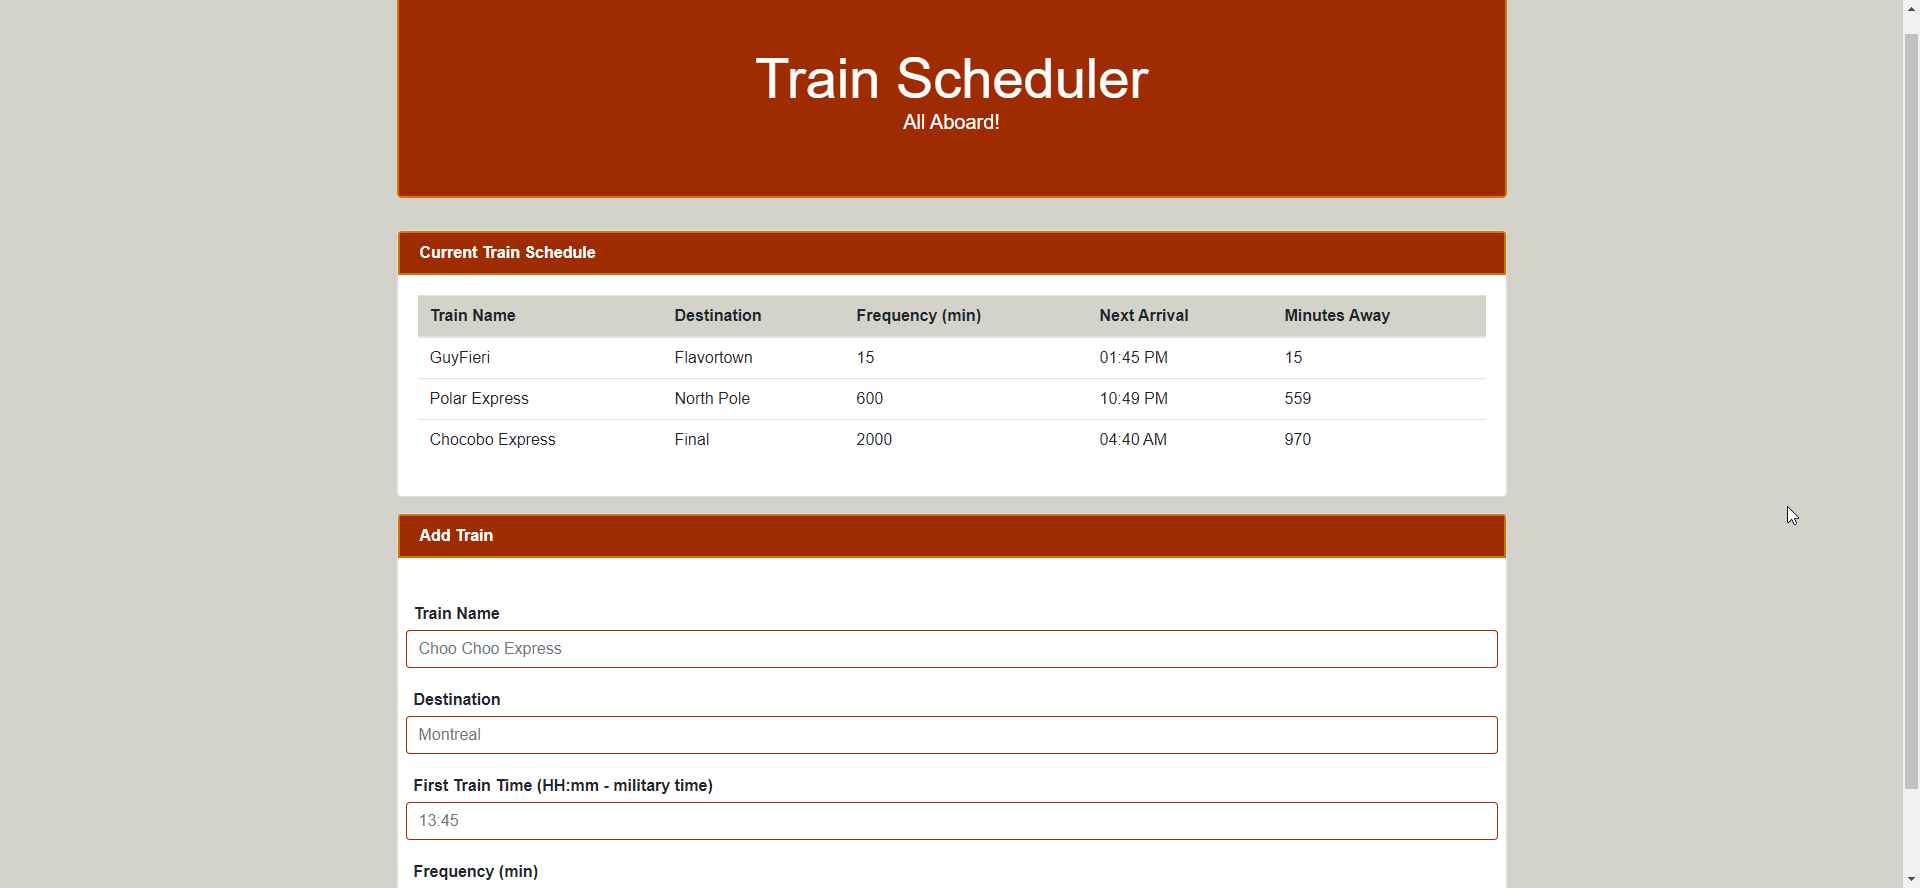 Train Scheduler
All Aboard!
Current Train Schedule
Train Name Destination Frequency (min) Next Arrival Minutes Away
GuyFieri Flavortown 15 01:45 PM 15
Polar Express North Pole 600 10:49 PM 559
Chocobo Express Final 2000 04:40 AM 970
Add Train
Train Name
Choo Choo Express
Destination
Montreal
First Train Time (HH:mm - military time)
13:45
Frequency (min)